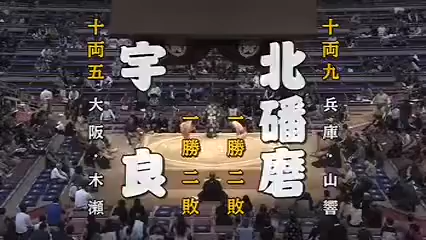 十両九 兵庫・山響
北磻磨
一勝二敗
一勝二敗
宇良
十両五 大阪・木瀬